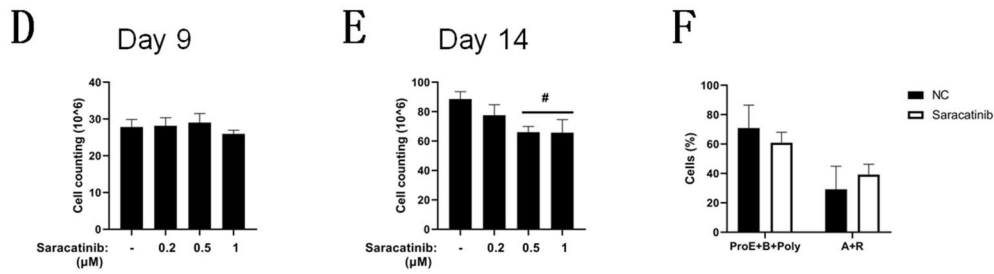 D
Day 9
Cell counting (10^6)
40
30
20
10
0
Saracatinib:
(μM)
- 0.2 0.5 1
E
Day 14
Cell counting (10^6)
100
80
60
40
20
0
#
Saracatinib:
(μM)
- 0.2 0.5 1
F
Cells (%)
100
80
60
40
20
0
ProE+B+Poly A+R
NC
Saracatinib